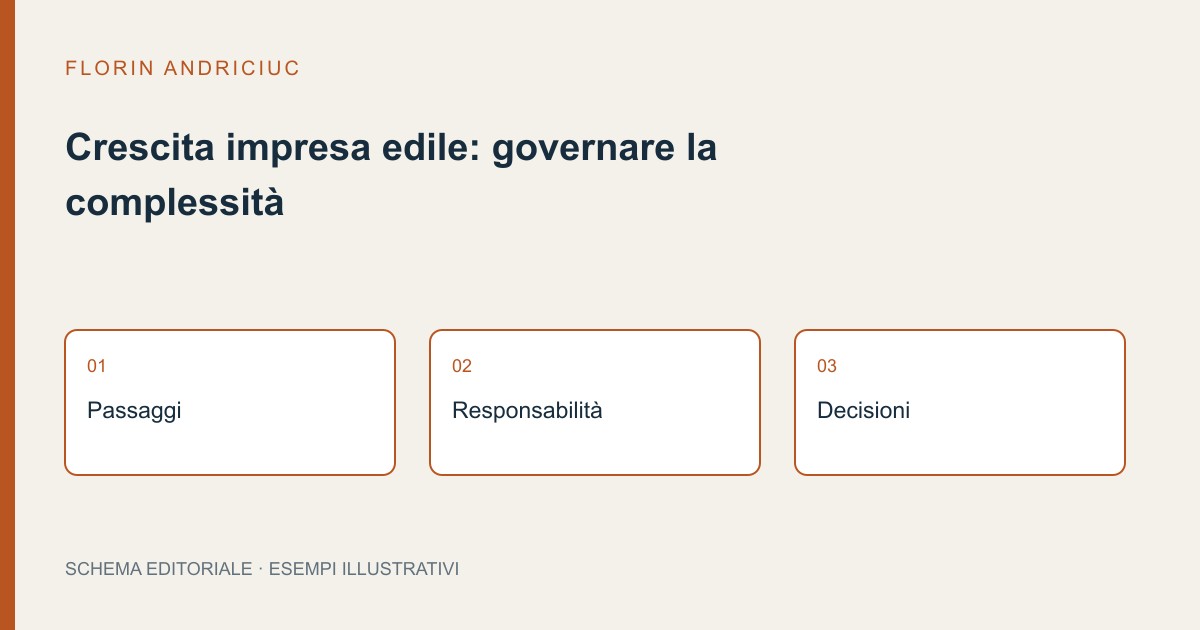 FLORIN ANDRICIUC
Crescita impresa edile: governare la
complessità
01
Passaggi
02
Responsabilità
03
Decisioni
SCHEMA EDITORIALE · ESEMPI ILLUSTRATIVI